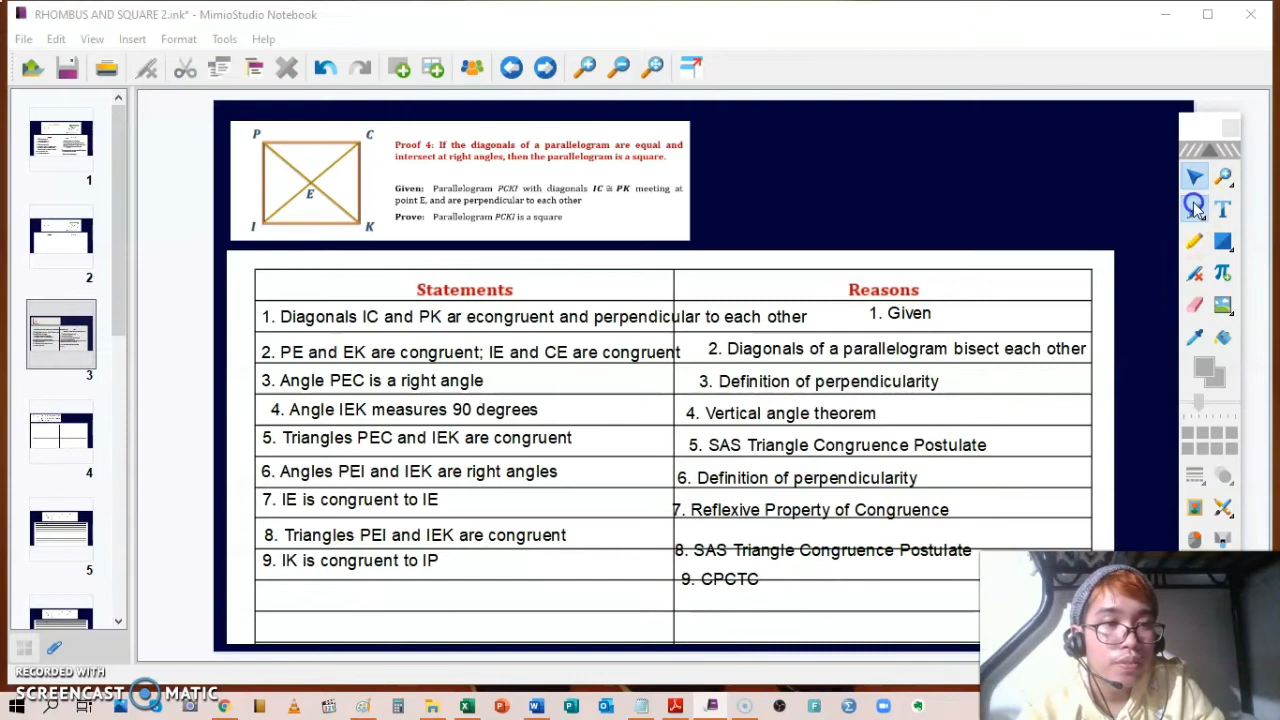 RHOMBUS AND SQUARE 2.ink* - MimioStudio Notebook
File Edit View Insert Format Tools Help
P C
E
I K
Proof 4: If the diagonals of a parallelogram are equal and
intersect at right angles, then the parallelogram is a square.
Given: Parallelogram PCKI with diagonals IC ≅ PK meeting at
point E, and are perpendicular to each other
Prove: Parallelogram PCKI is a square
Statements Reasons
1. Diagonals IC and PK ar econgruent and perpendicular to each other 1. Given
2. PE and EK are congruent; IE and CE are congruent 2. Diagonals of a parallelogram bisect each other
3. Angle PEC is a right angle 3. Definition of perpendicularity
4. Angle IEK measures 90 degrees 4. Vertical angle theorem
5. Triangles PEC and IEK are congruent 5. SAS Triangle Congruence Postulate
6. Angles PEI and IEK are right angles 6. Definition of perpendicularity
7. IE is congruent to IE 7. Reflexive Property of Congruence
8. Triangles PEI and IEK are congruent 8. SAS Triangle Congruence Postulate
9. IK is congruent to IP 9. CPCTC
1
2
3
4
5
RECORDED WITH
SCREENCAST MATIC